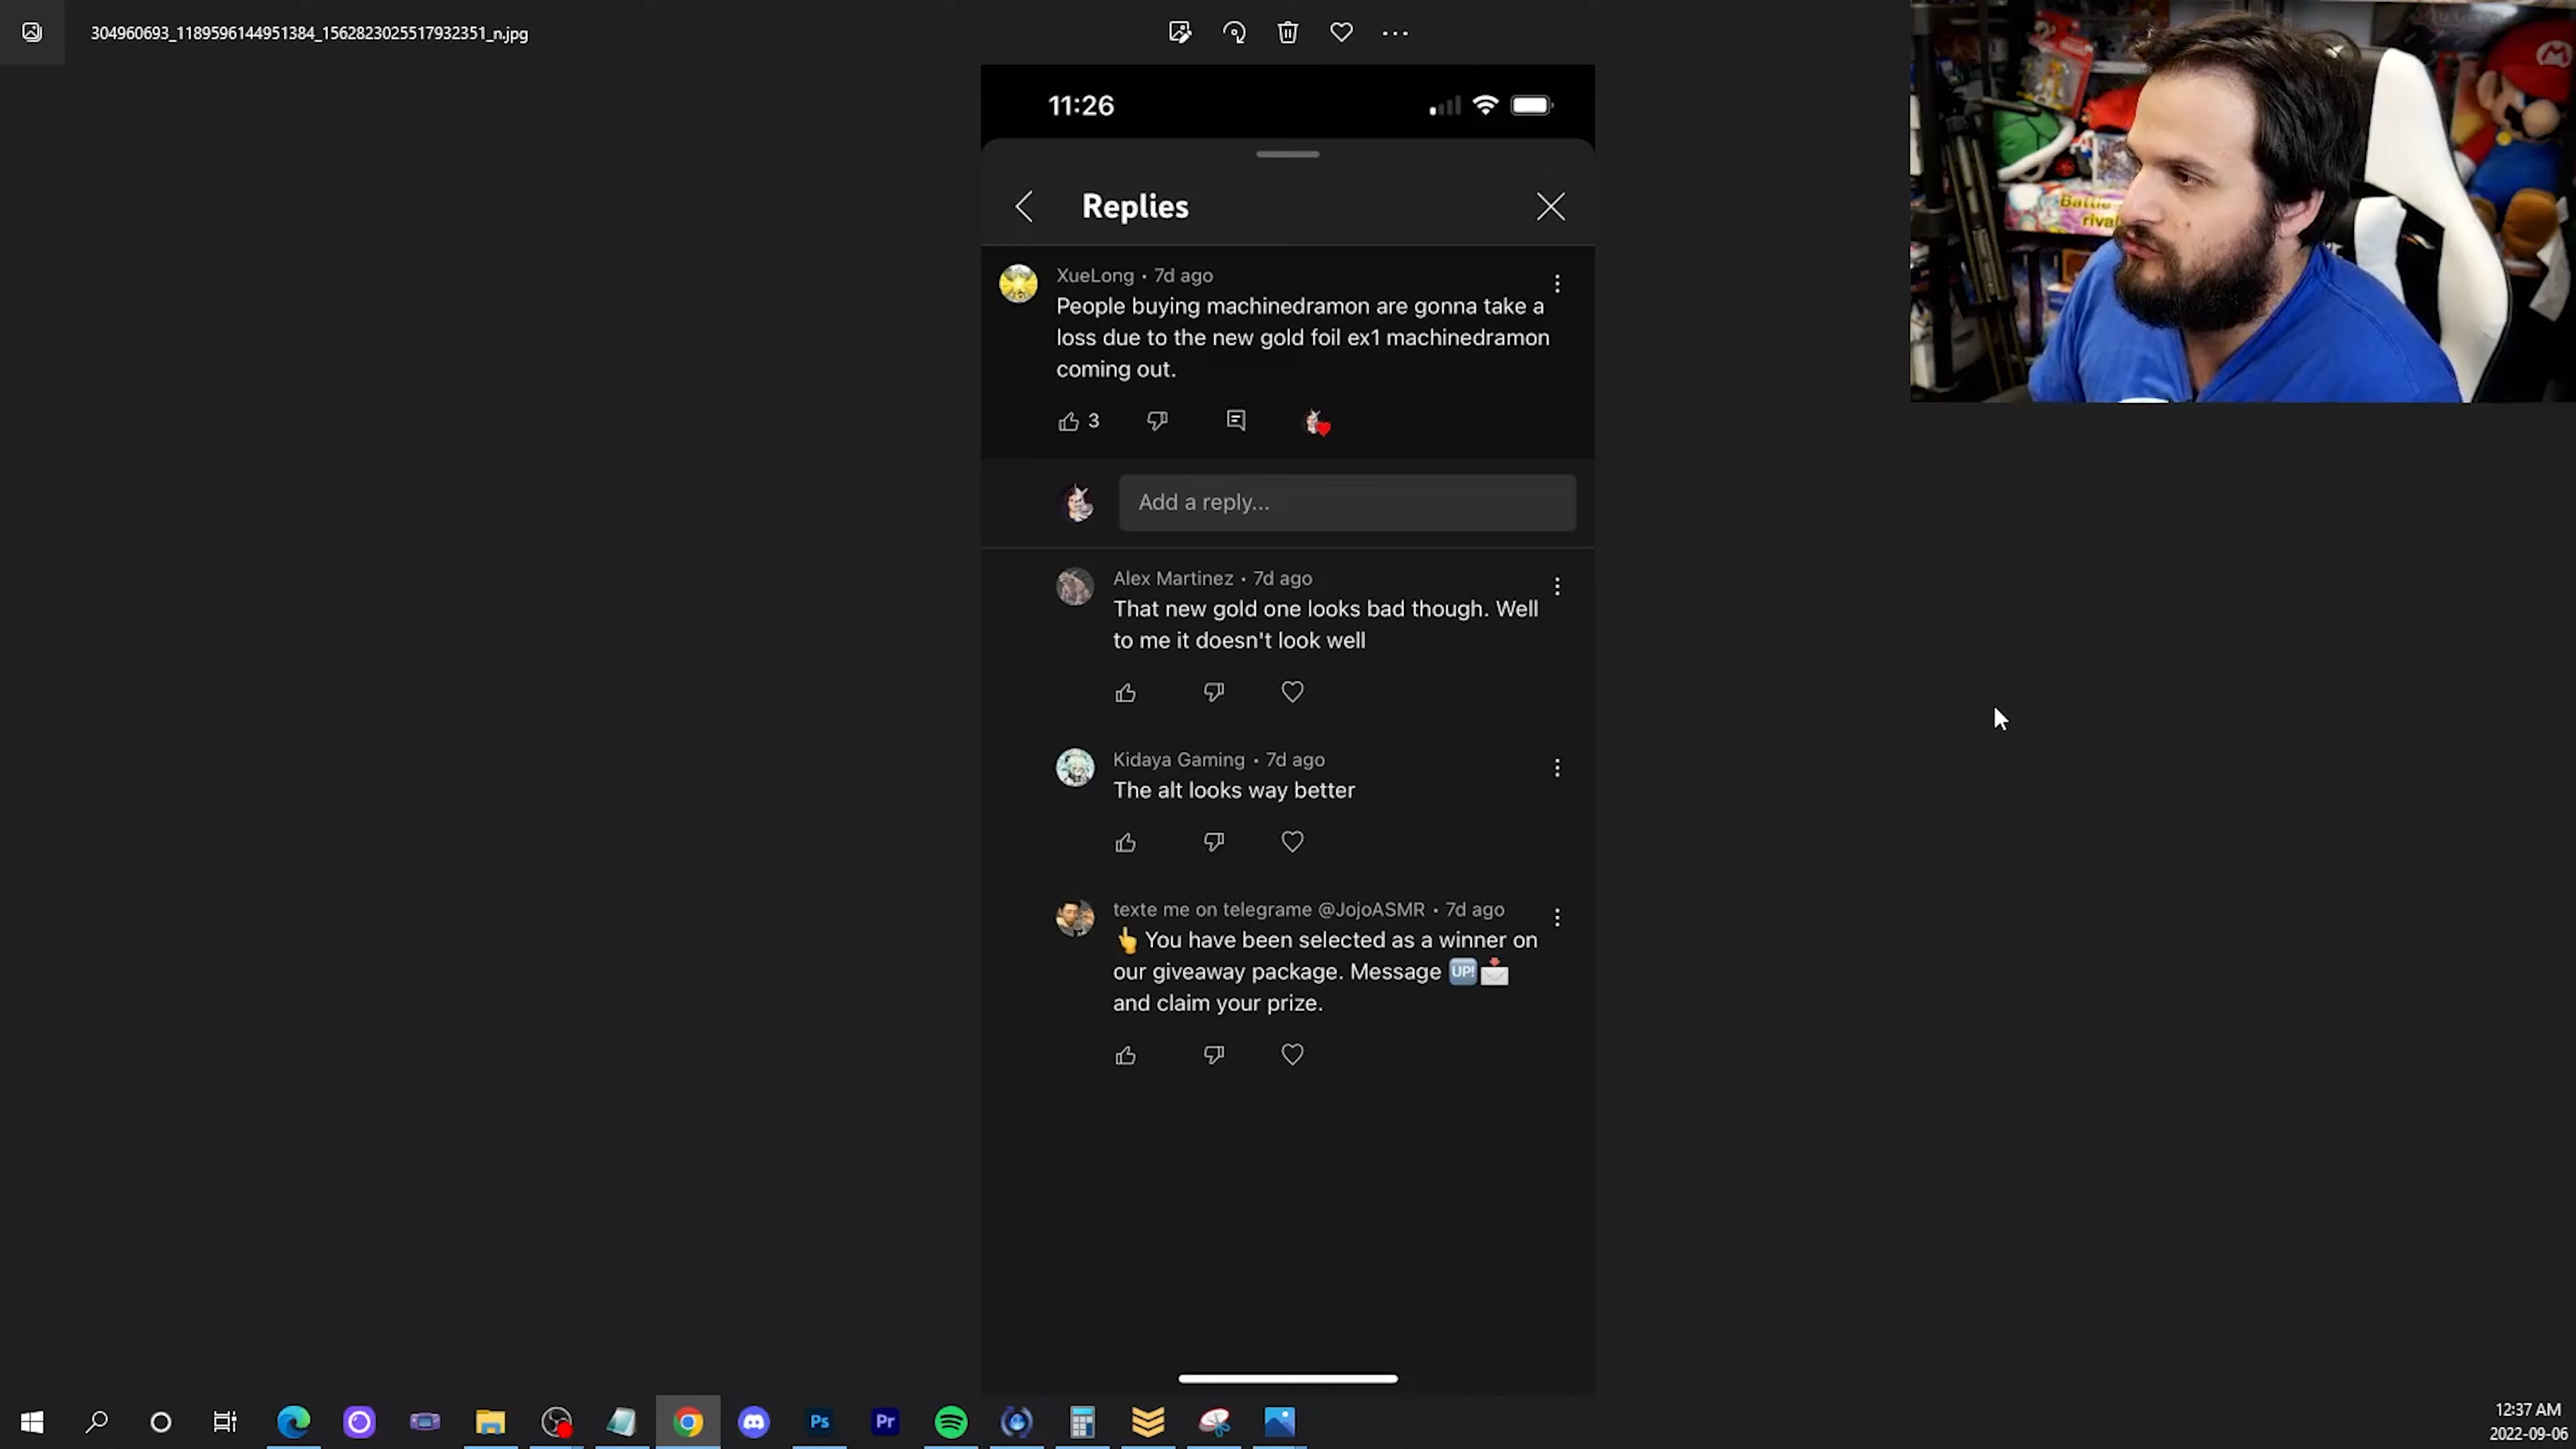 304960693_1189596144951384_1562823025517932351_n.jpg
11:26
Replies
XueLong • 7d ago
People buying machinedramon are gonna take a
loss due to the new gold foil ex1 machinedramon
coming out.
3
Add a reply...
Alex Martinez • 7d ago
That new gold one looks bad though. Well
to me it doesn't look well
Kidaya Gaming • 7d ago
The alt looks way better
texte me on telegrame @JojoASMR • 7d ago
👆 You have been selected as a winner on
our giveaway package. Message 🆙📩
and claim your prize.
Battle
rival
Ps
Pr
12:37 AM
2022-09-06